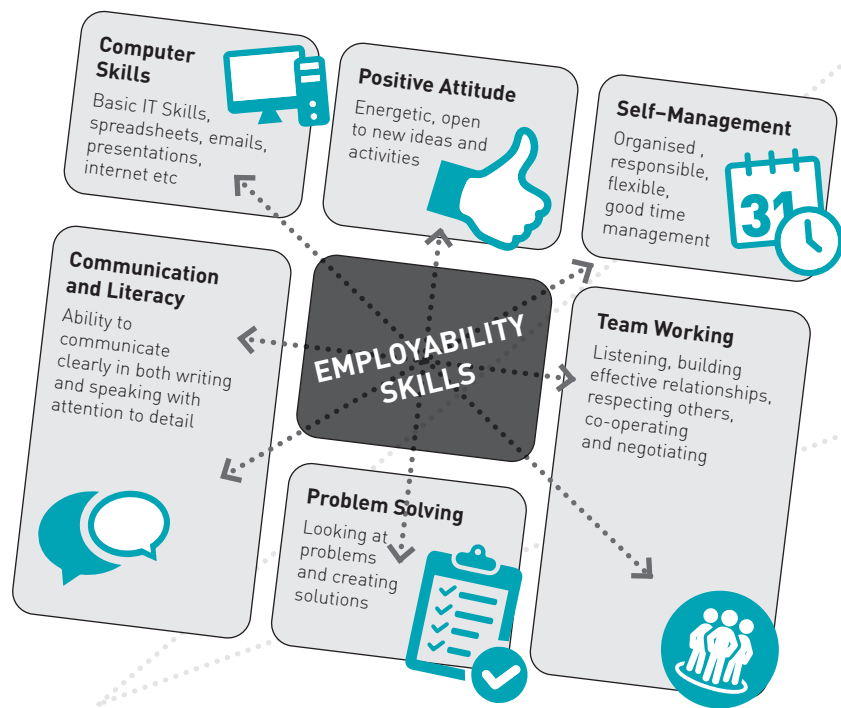 Computer
Skills
Basic IT Skills,
spreadsheets, emails,
presentations,
internet etc
Positive Attitude
Energetic, open
to new ideas and
activities
Self–Management
Organised ,
responsible,
flexible,
good time
management
31
Communication
and Literacy
Ability to
communicate
clearly in both writing
and speaking with
attention to detail
EMPLOYABILITY
SKILLS
Team Working
Listening, building
effective relationships,
respecting others,
co-operating
and negotiating
Problem Solving
Looking at
problems
and creating
solutions